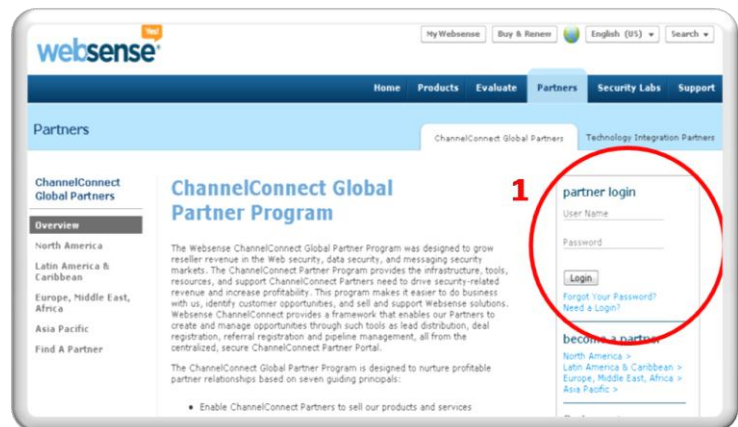 Yes!
websense
My Websense Buy & Renew English (US) Search
Home Products Evaluate Partners Security Labs Support
Partners
ChannelConnect Global Partners Technology Integration Partners
ChannelConnect
Global Partners
Overview
North America
Latin America &
Caribbean
Europe, Middle East,
Africa
Asia Pacific
Find A Partner
ChannelConnect Global
Partner Program
The Websense ChannelConnect Global Partner Program was designed to grow
reseller revenue in the Web security, data security, and messaging security
markets. The ChannelConnect Partner Program provides the infrastructure, tools,
resources, and support ChannelConnect Partners need to drive security-related
revenue and increase profitability. This program makes it easier to do business
with us, identify customer opportunities, and sell and support Websense solutions.
Websense ChannelConnect provides a framework that enables our Partners to
create and manage opportunities through such tools as lead distribution, deal
registration, referral registration and pipeline management, all from the
centralized, secure ChannelConnect Partner Portal.
The ChannelConnect Global Partner Program is designed to nurture profitable
partner relationships based on seven guiding principals:
• Enable ChannelConnect Partners to sell our products and services
1
partner login
User Name
Password
Login
Forgot Your Password?
Need a Login?
become a partner
North America >
Latin America & Caribbean >
Europe, Middle East, Africa >
Asia Pacific >